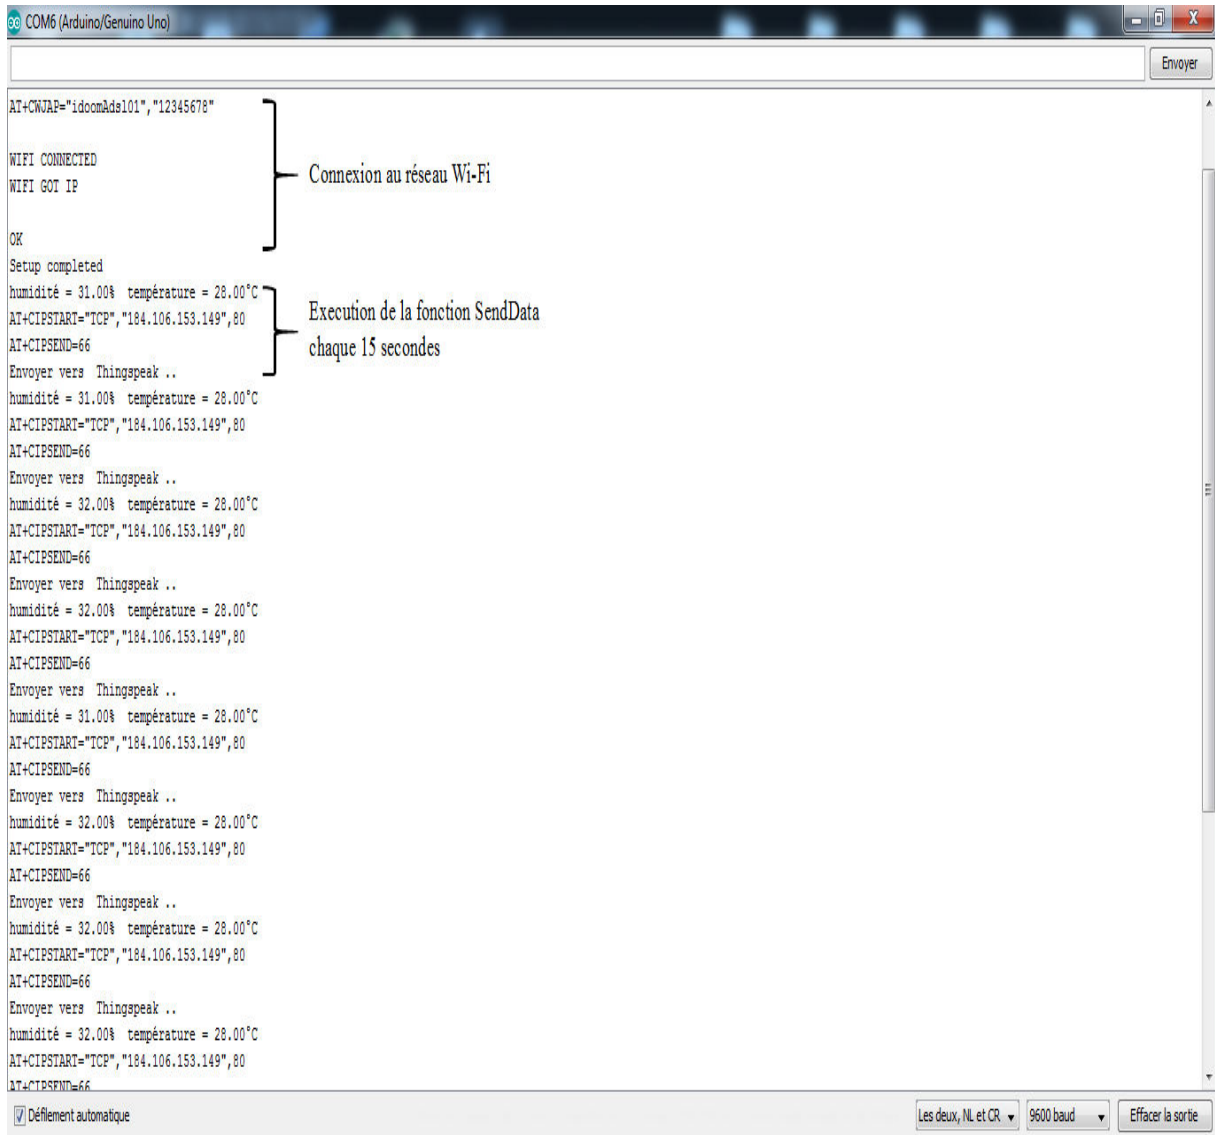 COM6 (Arduino/Genuino Uno)
Envoyer
AT+CWJAP="idoomAdsl01","12345678"
WIFI CONNECTED
WIFI GOT IP
Connexion au réseau Wi-Fi
OK
Setup completed
humidité = 31.00% température = 28.00°C
AT+CIPSTART="TCP","184.106.153.149",80
AT+CIPSEND=66
Envoyer vers Thingspeak ..
Execution de la fonction SendData
chaque 15 secondes
humidité = 31.00% température = 28.00°C
AT+CIPSTART="TCP","184.106.153.149",80
AT+CIPSEND=66
Envoyer vers Thingspeak ..
humidité = 32.00% température = 28.00°C
AT+CIPSTART="TCP","184.106.153.149",80
AT+CIPSEND=66
Envoyer vers Thingspeak ..
humidité = 32.00% température = 28.00°C
AT+CIPSTART="TCP","184.106.153.149",80
AT+CIPSEND=66
Envoyer vers Thingspeak ..
humidité = 31.00% température = 28.00°C
AT+CIPSTART="TCP","184.106.153.149",80
AT+CIPSEND=66
Envoyer vers Thingspeak ..
humidité = 32.00% température = 28.00°C
AT+CIPSTART="TCP","184.106.153.149",80
AT+CIPSEND=66
Envoyer vers Thingspeak ..
humidité = 32.00% température = 28.00°C
AT+CIPSTART="TCP","184.106.153.149",80
AT+CIPSEND=66
Envoyer vers Thingspeak ..
humidité = 32.00% température = 28.00°C
AT+CIPSTART="TCP","184.106.153.149",80
AT+CIPSEND=66
Défilement automatique
Les deux, NL et CR
9600 baud
Effacer la sortie